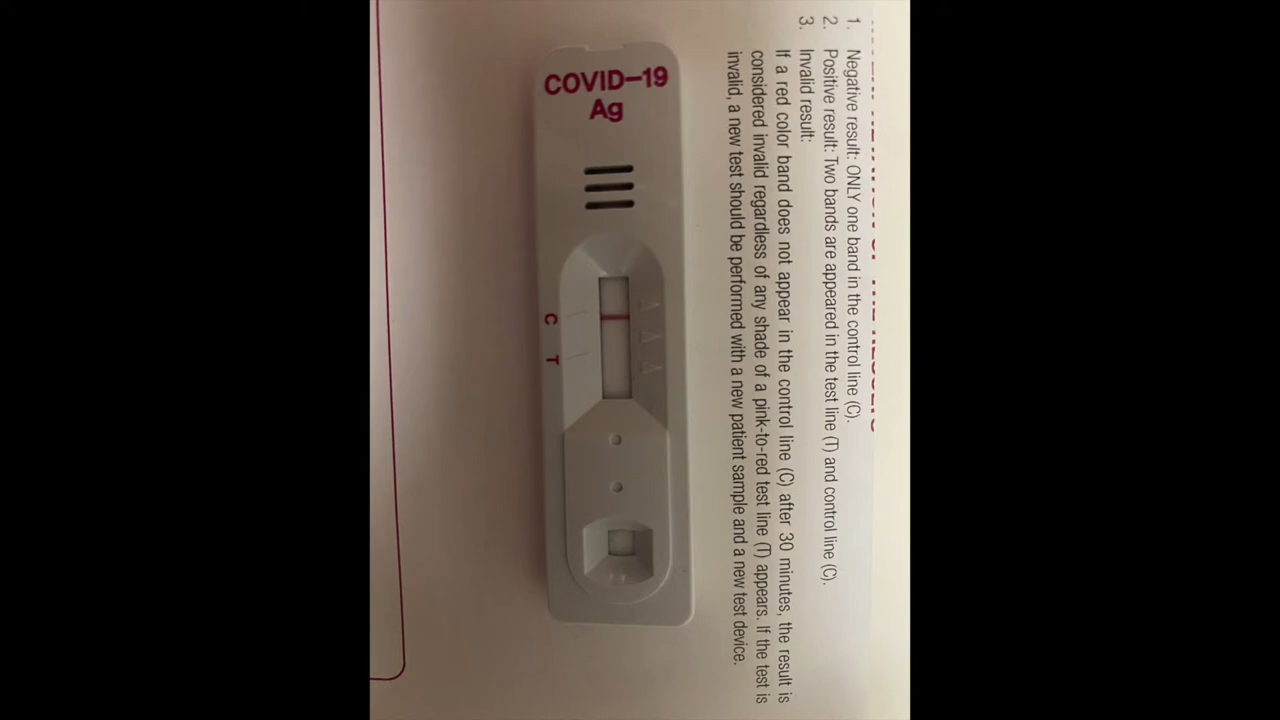 1. Negative result: ONLY one band in the control line (C).
2. Positive result: Two bands are appeared in the test line (T) and control line (C).
3. Invalid result:
If a red color band does not appear in the control line (C) after 30 minutes, the result is
considered invalid regardless of any shade of a pink-to-red test line (T) appears. If the test is
invalid, a new test should be performed with a new patient sample and a new test device.
COVID-19
Ag
C
T